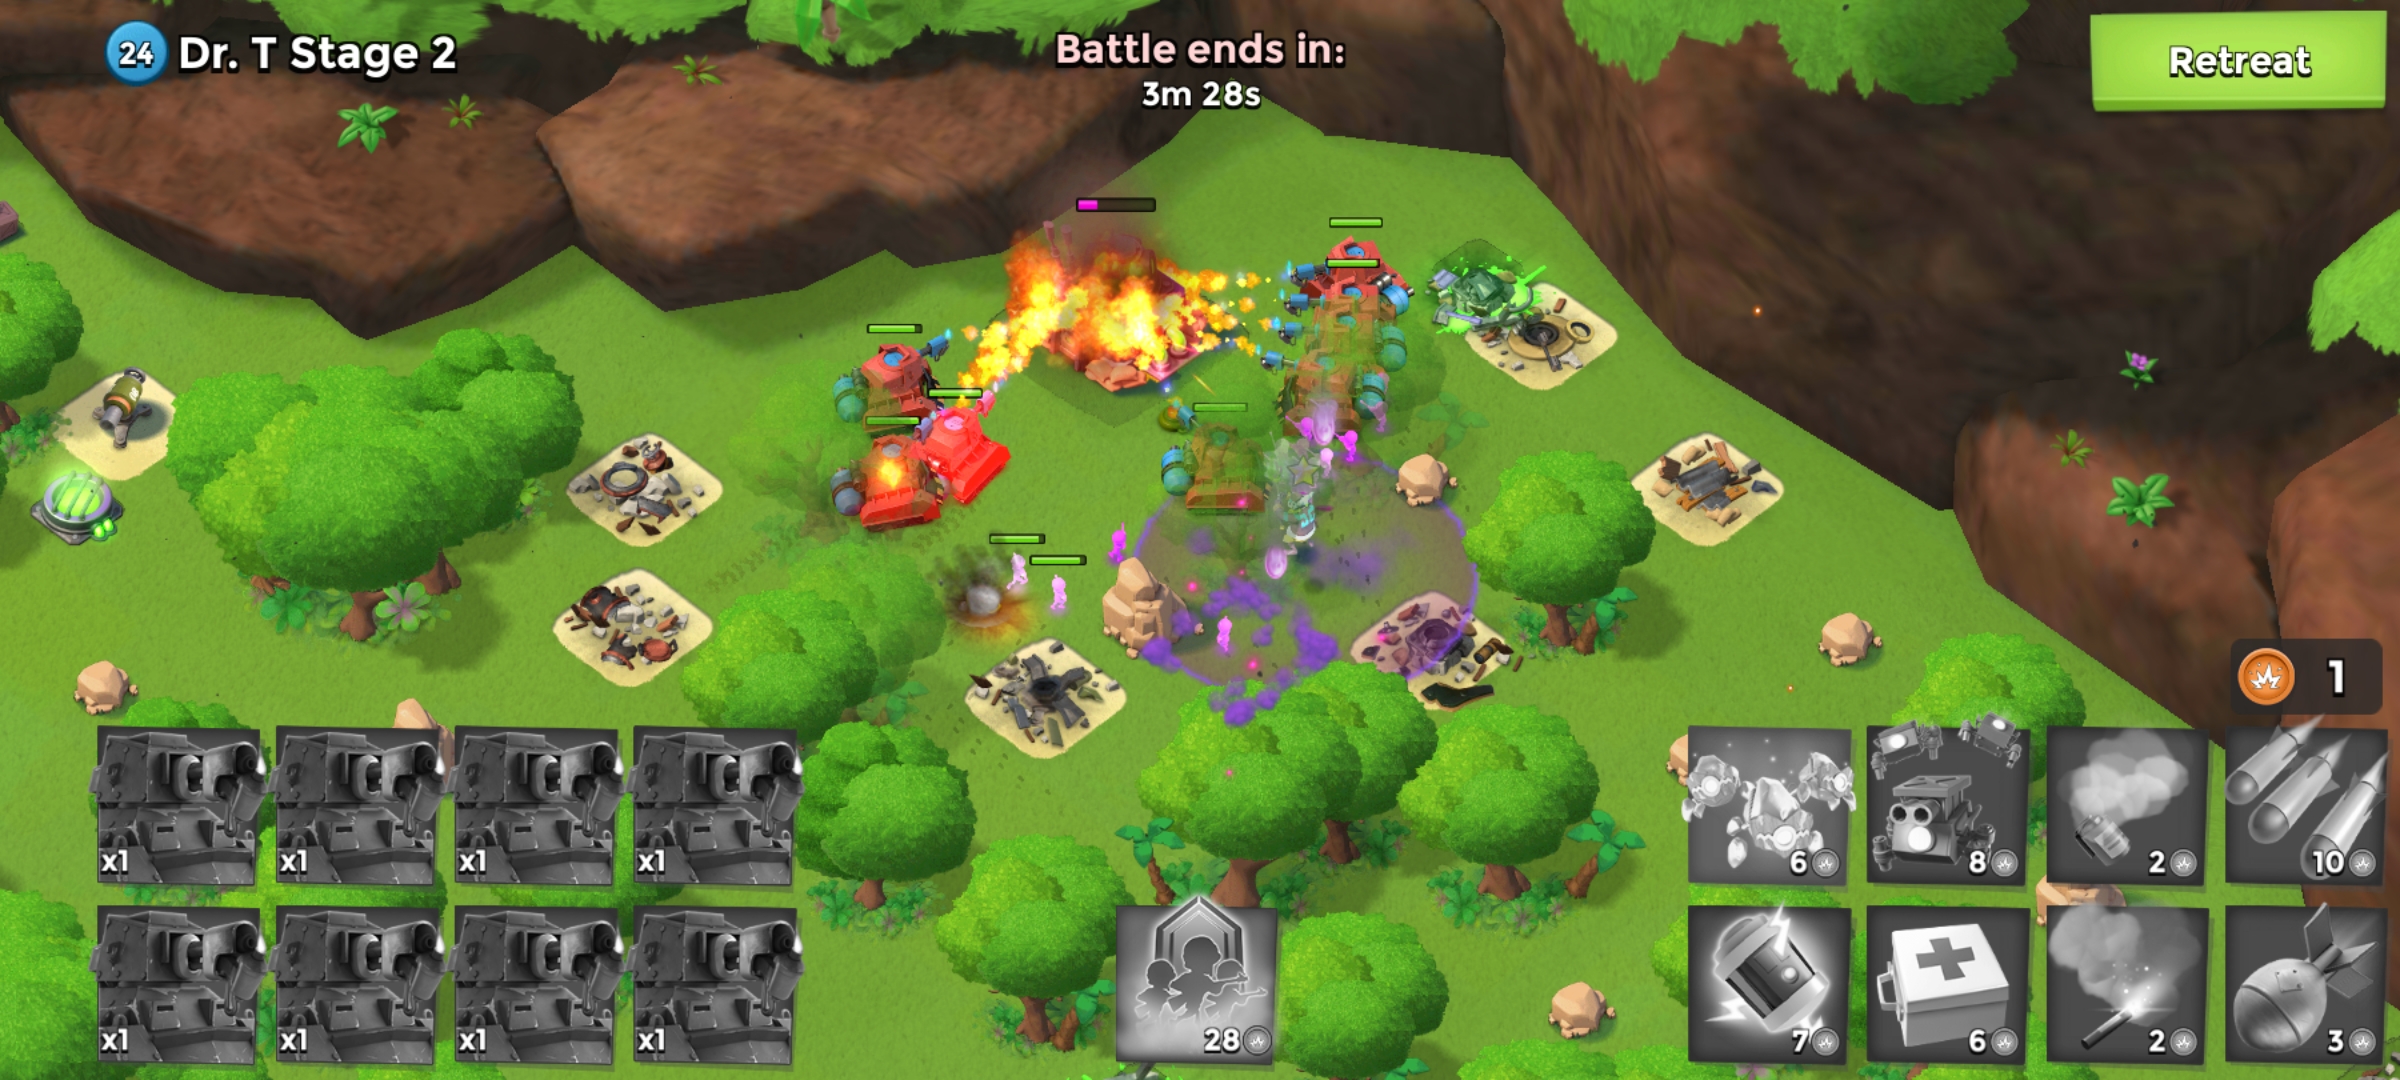 24 Dr. T Stage 2
Battle ends in:
3m 28s
Retreat
1
x1 x1 x1 x1
6 8 2 10
x1 x1 x1 x1
28
7 6 2 3